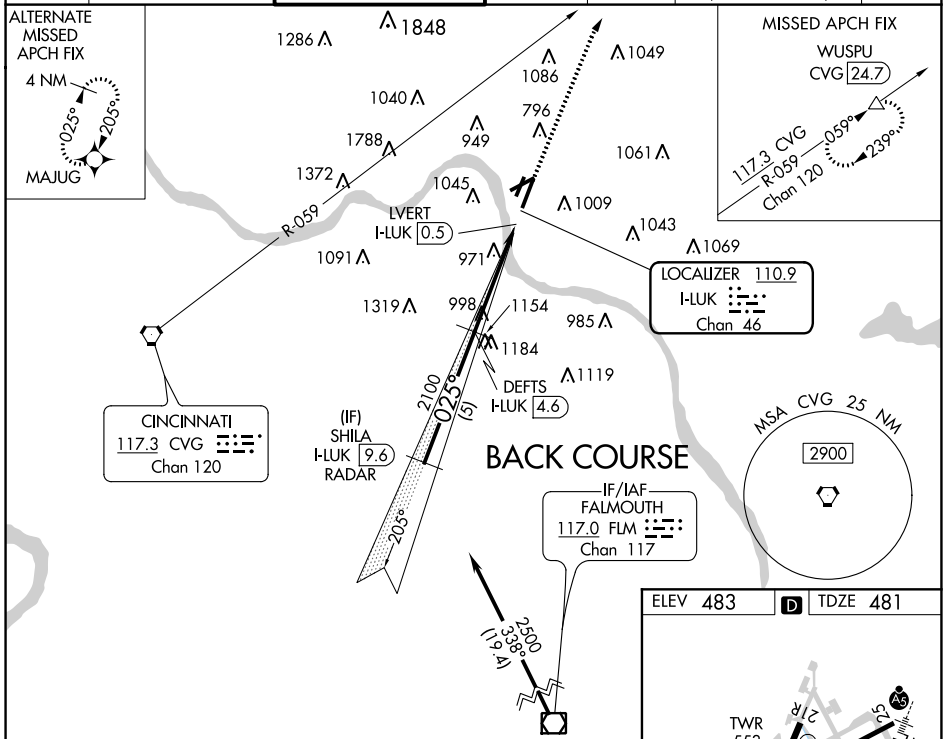 ALTERNATE
MISSED
APCH FIX
4 NM
025°
205°
MAJUG
1286
1848
1049
1086
1040
796
949
1788
1061
1372
1045
R-059
LVERT
I-LUK 0.5
1009
1043
1069
1091
971
1319
998
1154
985
1184
1119
MISSED APCH FIX
WUSPU
CVG 24.7
117.3 CVG
R-059
059°
Chan 120
239°
LOCALIZER 110.9
I-LUK
Chan 46
DEFTS
I-LUK 4.6
2100
025°
(5)
(IF)
SHILA
I-LUK 9.6
RADAR
205°
CINCINNATI
117.3 CVG
Chan 120
BACK COURSE
IF/IAF
FALMOUTH
117.0 FLM
Chan 117
2500
338°
(19.4)
MSA CVG 25 NM
2900
ELEV 483
D
TDZE 481
TWR
553
21R
25
A5